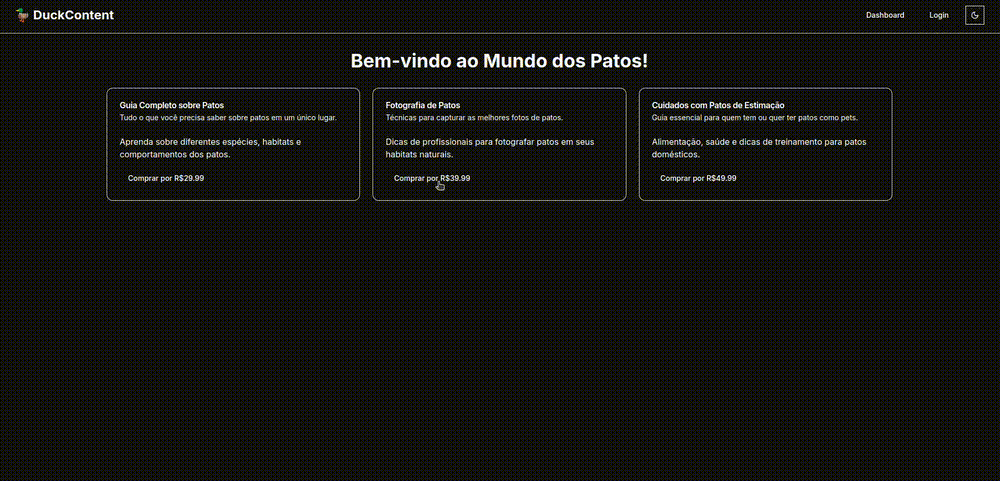 DuckContent
Dashboard
Login
Bem-vindo ao Mundo dos Patos!
Guia Completo sobre Patos
Tudo o que você precisa saber sobre patos em um único lugar.
Aprenda sobre diferentes espécies, habitats e
comportamentos dos patos.
Comprar por R$29.99
Fotografia de Patos
Técnicas para capturar as melhores fotos de patos.
Dicas de profissionais para fotografar patos em seus
habitats naturais.
Comprar por R$39.99
Cuidados com Patos de Estimação
Guia essencial para quem tem ou quer ter patos como pets.
Alimentação, saúde e dicas de treinamento para patos
domésticos.
Comprar por R$49.99